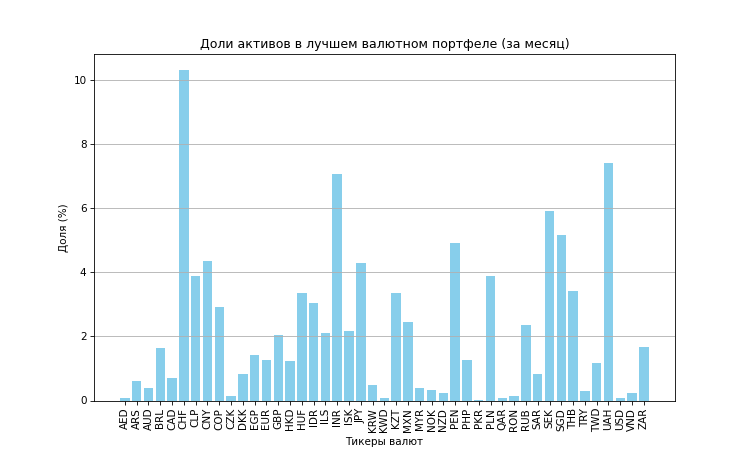 Доли активов в лучшем валютном портфеле (за месяц)
Доля (%)
10
8
6
4
2
0
AED ARS AUD BRL CAD CHF CLP CNY COP CZK DKK EGP EUR GBP HKD HUF IDR ILS INR ISK JPY KRW KWD KZT MXN MYR NOK NZD PEN PHP PKR PLN QAR RON RUB SAR SEK SGD THB TRY TWD UAH USD VND ZAR
Тикеры валют